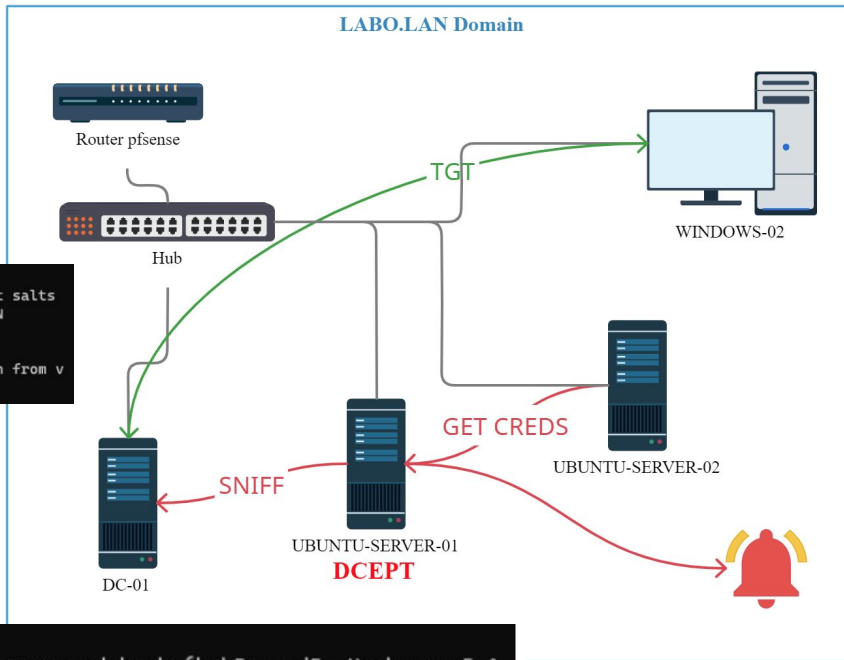 LABO.LAN Domain
Router pfsense
TGT
WINDOWS-02
Hub
salts
from v
GET CREDS
UBUNTU-SERVER-02
SNIFF
UBUNTU-SERVER-01
DCEPT
DC-01